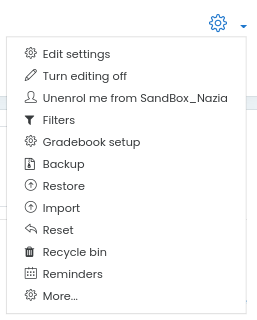 Edit settings
Turn editing off
Unenrol me from SandBox_Nazia
Filters
Gradebook setup
Backup
Restore
Import
Reset
Recycle bin
Reminders
More...